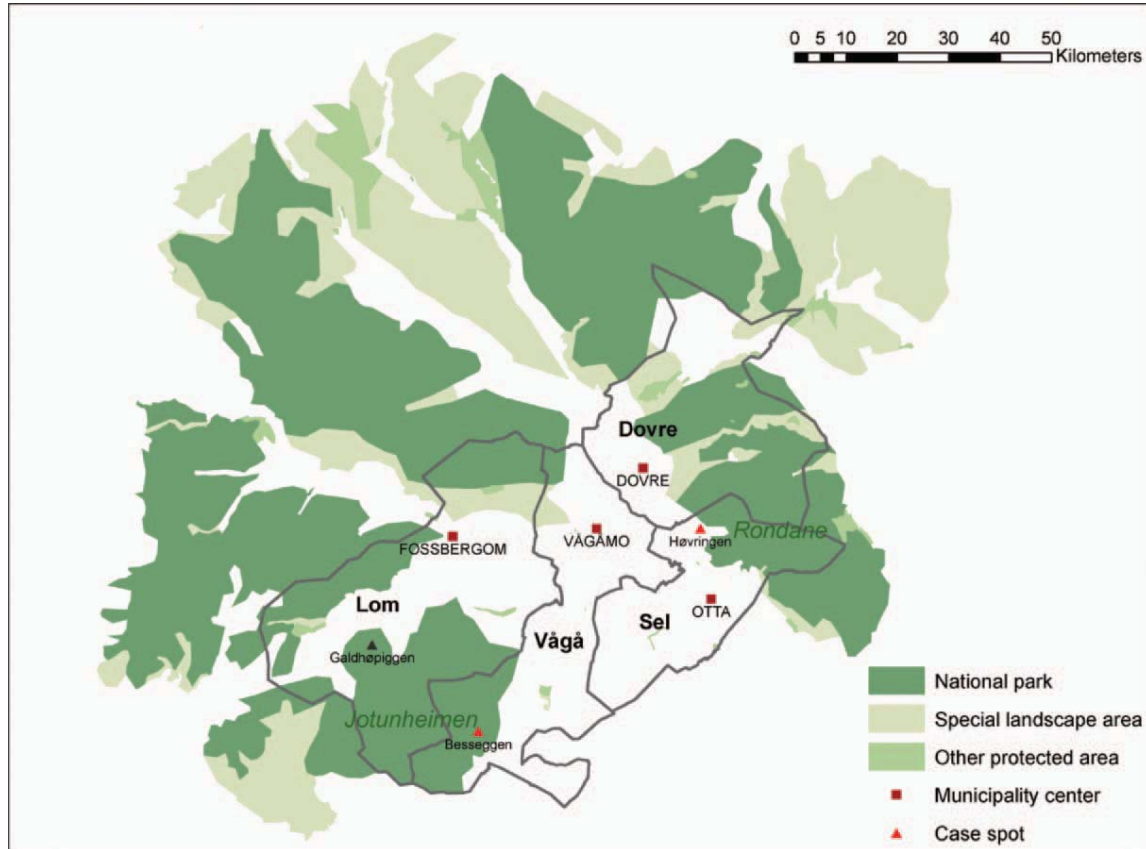 0 5 10 20 30 40 50
Kilometers
Dovre
DOVRE
Rondane
Høvringen
VÅGÅMO
FOSSBERGOM
Lom
OTTA
Sel
Vågå
Galdhøpiggen
Jotunheimen
Besseggen
National park
Special landscape area
Other protected area
Municipality center
Case spot